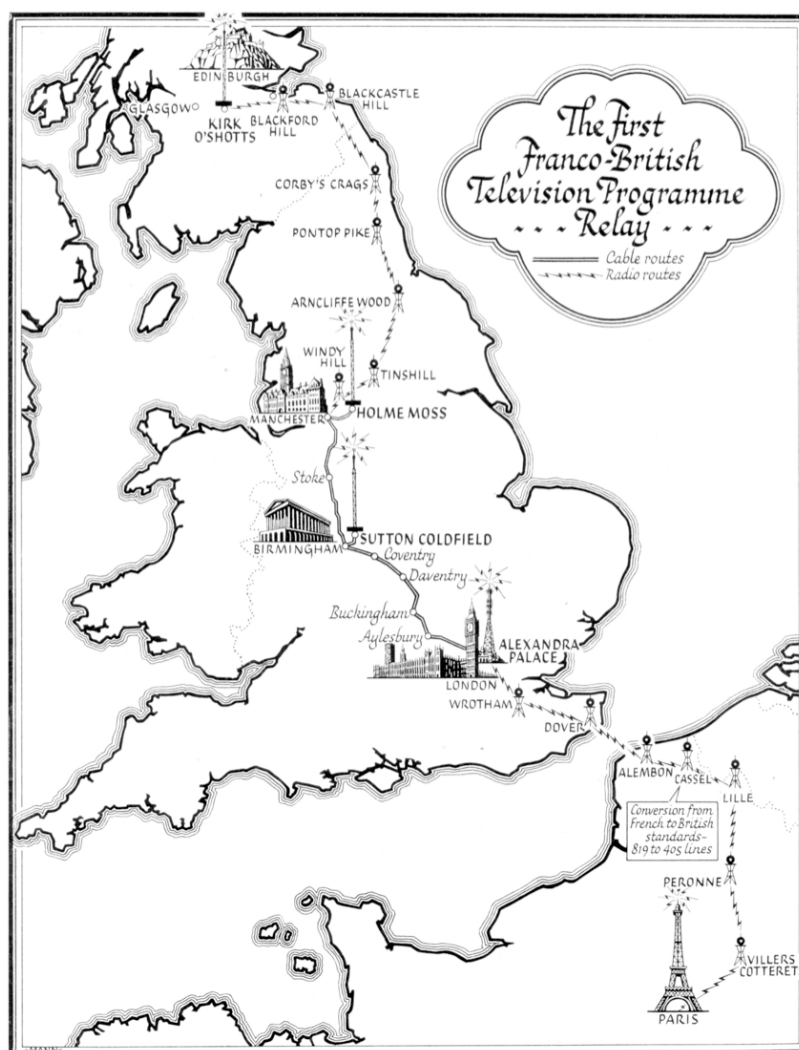 The First
Franco-British
Television Programme
- - - Relay - - -
Cable routes
Radio routes
EDINBURGH
GLASGOW
KIRK
O'SHOTTS
BLACKFORD
HILL
BLACKCASTLE
HILL
CORBY'S CRAGS
PONTOP PIKE
ARNCLIFFE WOOD
WINDY
HILL
TINSHILL
MANCHESTER
HOLME MOSS
Stoke
SUTTON COLDFIELD
BIRMINGHAM
Coventry
Daventry
Buckingham
Aylesbury
ALEXANDRA
PALACE
LONDON
WROTHAM
DOVER
ALEMBON
CASSEL
LILLE
Conversion from
French to British
standards-
819 to 405 lines
PERONNE
VILLERS
COTTERET
PARIS